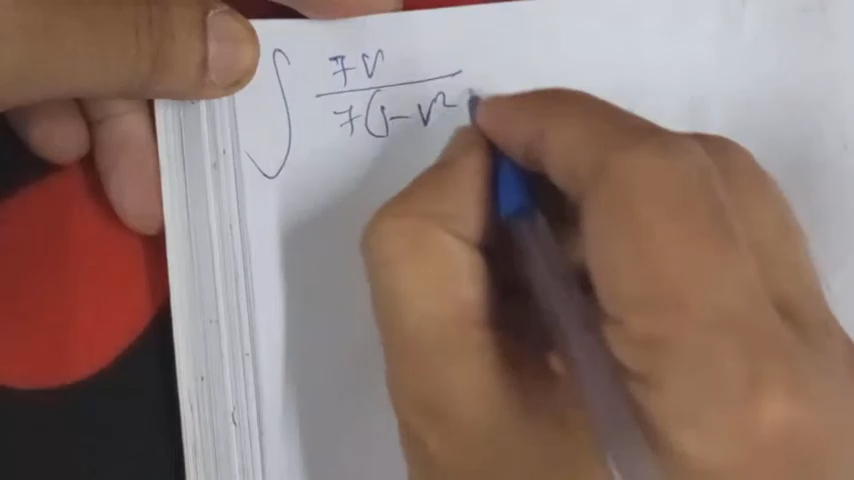 ∫ 7v / 7(1-v²